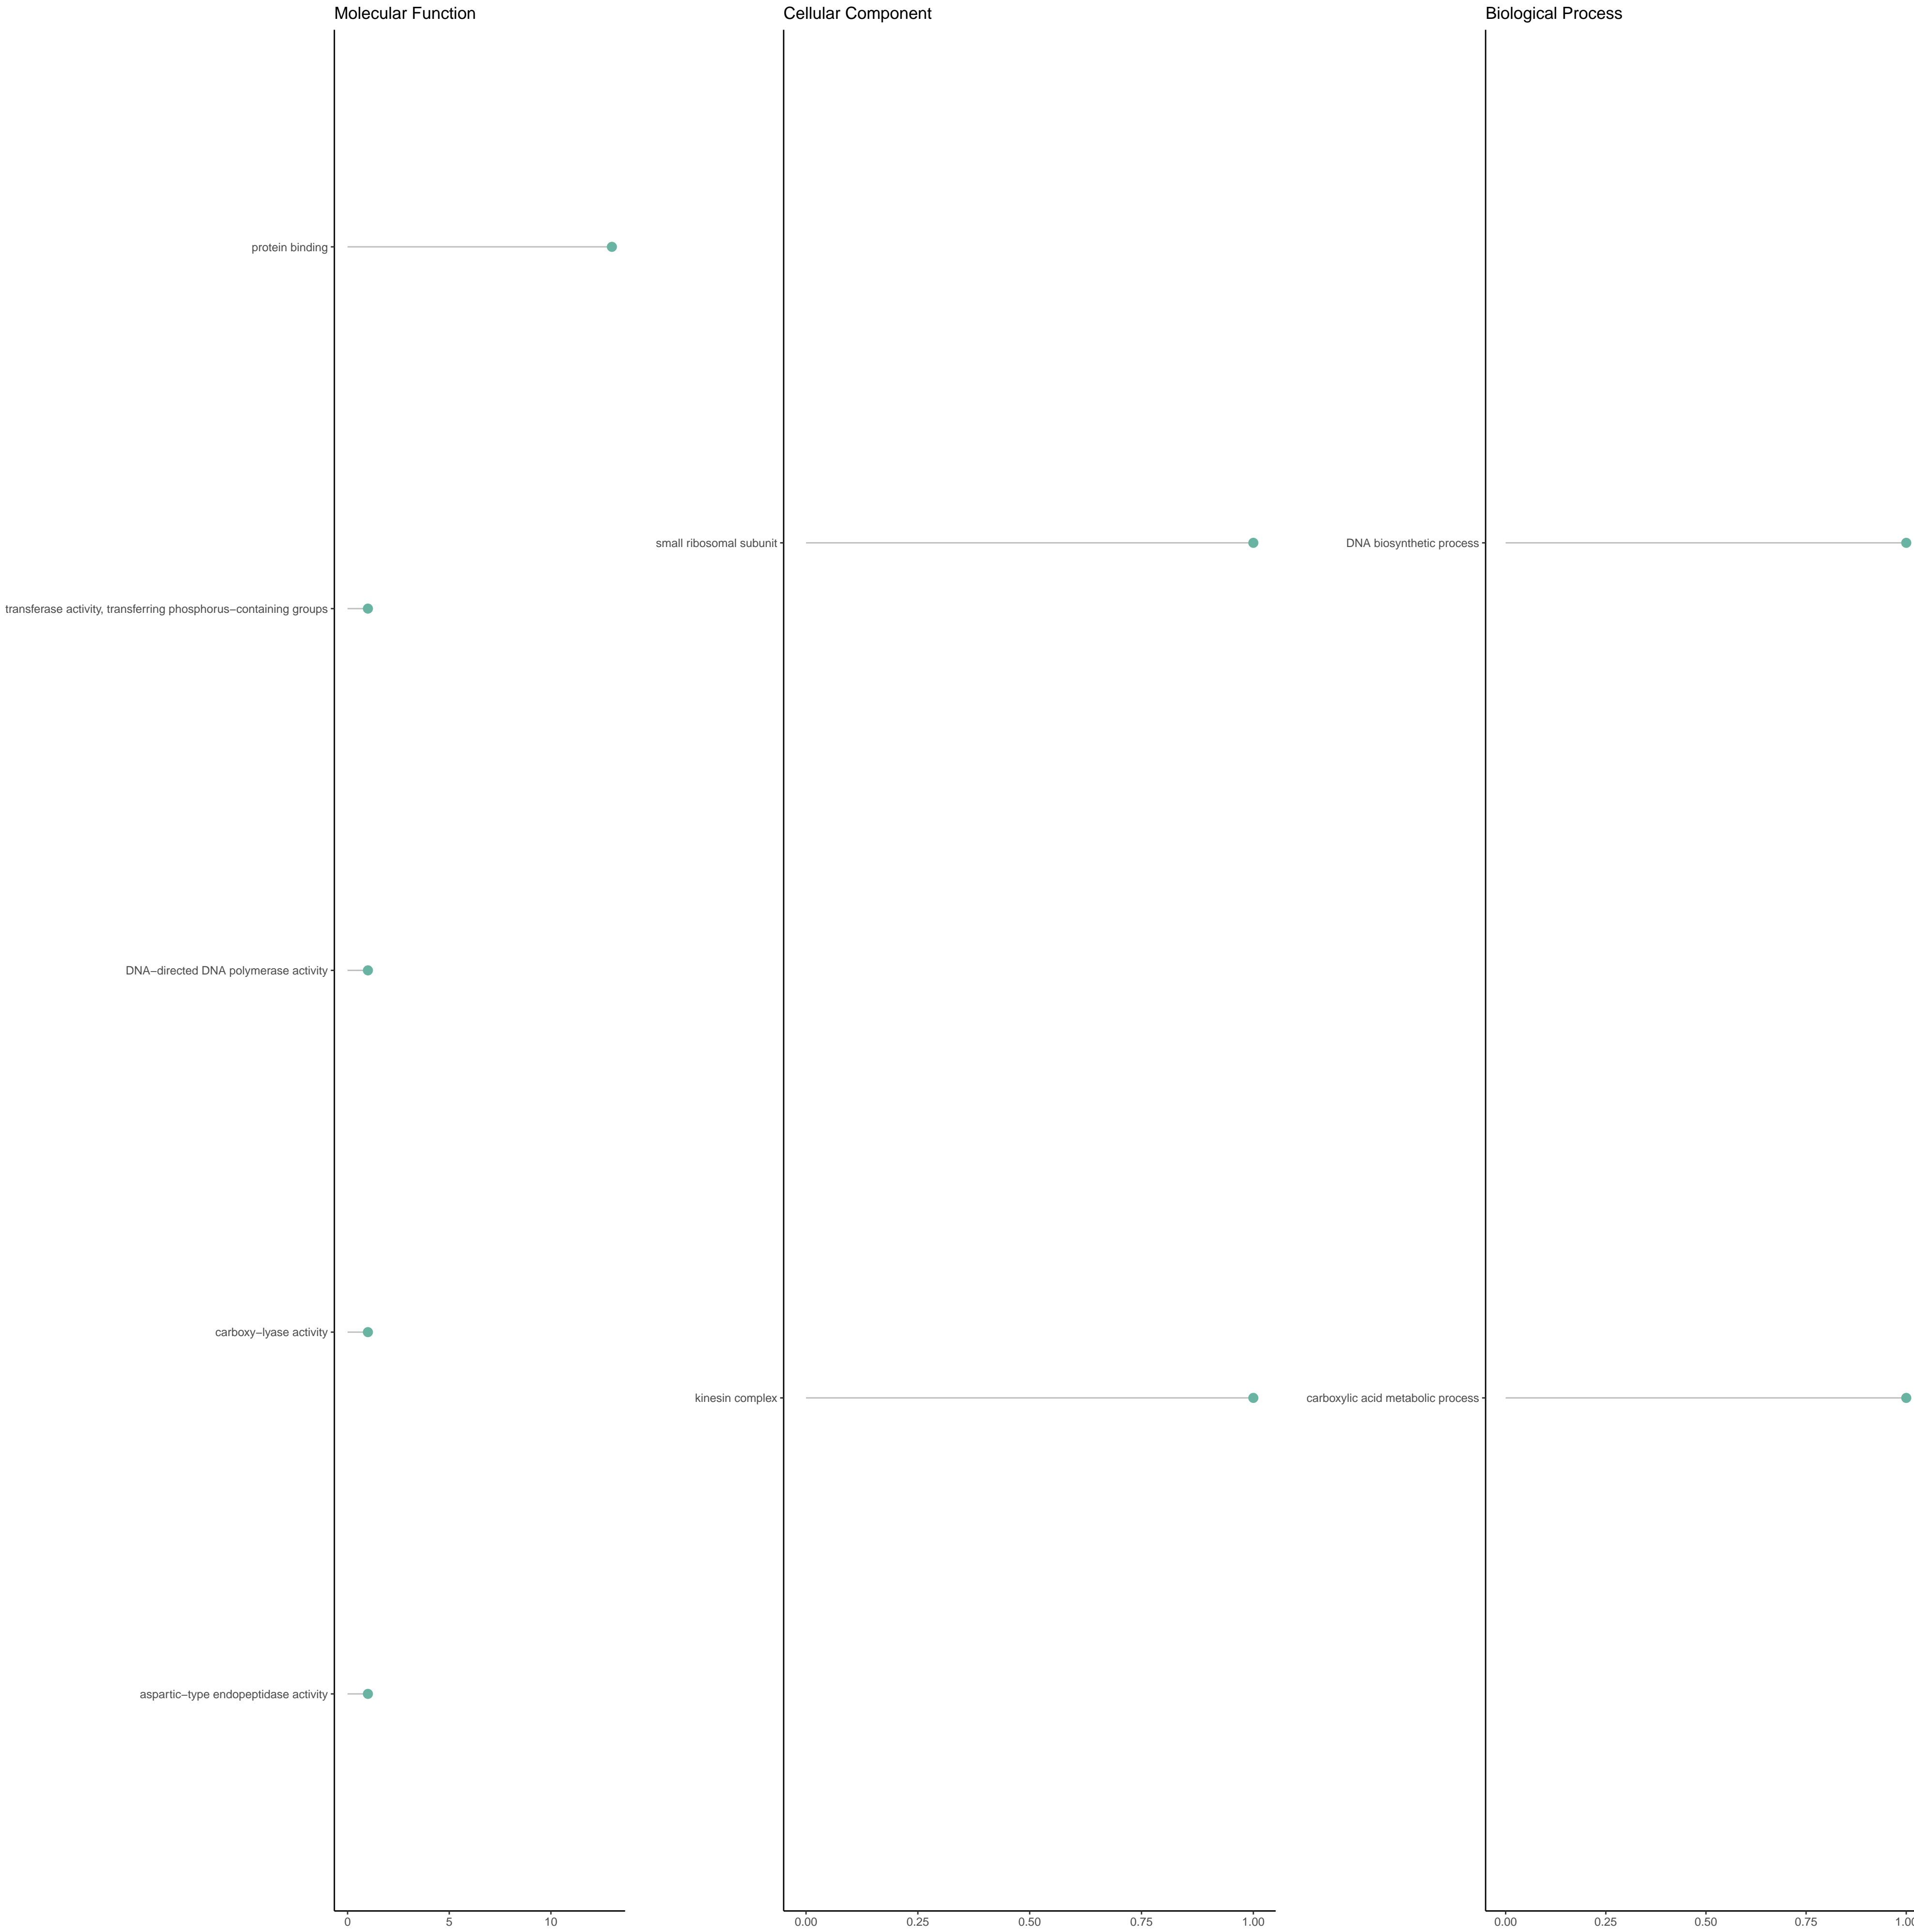 Molecular Function
protein binding
transferase activity, transferring phosphorus−containing groups
DNA−directed DNA polymerase activity
carboxy−lyase activity
aspartic−type endopeptidase activity
0 5 10
Cellular Component
small ribosomal subunit
kinesin complex
0.00 0.25 0.50 0.75 1.00
Biological Process
DNA biosynthetic process
carboxylic acid metabolic process
0.00 0.25 0.50 0.75 1.00